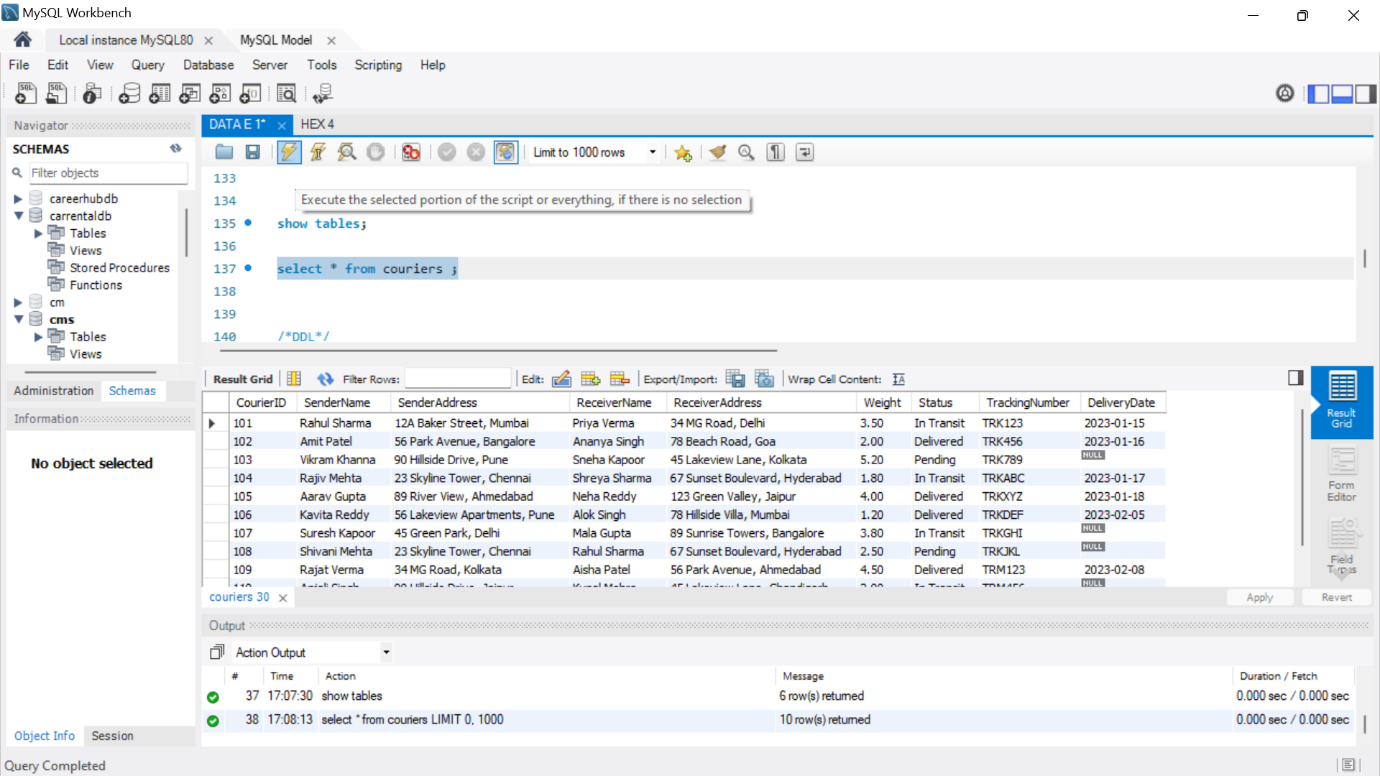 MySQL Workbench
Local instance MySQL80 × MySQL Model ×
File Edit View Query Database Server Tools Scripting Help
Navigator
SCHEMAS
Filter objects
careerhubdb
carrentaldb
Tables
Views
Stored Procedures
Functions
cm
cms
Tables
Views
Administration Schemas
Information
No object selected
Object Info Session
DATA E 1* × HEX 4
Limit to 1000 rows
133
134
Execute the selected portion of the script or everything, if there is no selection
135 show tables;
136
137 select * from couriers ;
138
139
140 /*DDL*/
Result Grid Filter Rows: Edit: Export/Import: Wrap Cell Content:
CourierID SenderName SenderAddress ReceiverName ReceiverAddress Weight Status TrackingNumber DeliveryDate
101 Rahul Sharma 12A Baker Street, Mumbai Priya Verma 34 MG Road, Delhi 3.50 In Transit TRK123 2023-01-15
102 Amit Patel 56 Park Avenue, Bangalore Ananya Singh 78 Beach Road, Goa 2.00 Delivered TRK456 2023-01-16
103 Vikram Khanna 90 Hillside Drive, Pune Sneha Kapoor 45 Lakeview Lane, Kolkata 5.20 Pending TRK789 NULL
104 Rajiv Mehta 23 Skyline Tower, Chennai Shreya Sharma 67 Sunset Boulevard, Hyderabad 1.80 In Transit TRKABC 2023-01-17
105 Aarav Gupta 89 River View, Ahmedabad Neha Reddy 123 Green Valley, Jaipur 4.00 Delivered TRKXYZ 2023-01-18
106 Kavita Reddy 56 Lakeview Apartments, Pune Alok Singh 78 Hillside Villa, Mumbai 1.20 Delivered TRKDEF 2023-02-05
107 Suresh Kapoor 45 Green Park, Delhi Mala Gupta 89 Sunrise Towers, Bangalore 3.80 In Transit TRKGHI NULL
108 Shivani Mehta 23 Skyline Tower, Chennai Rahul Sharma 67 Sunset Boulevard, Hyderabad 2.50 Pending TRKJKL NULL
109 Rajat Verma 34 MG Road, Kolkata Aisha Patel 56 Park Avenue, Ahmedabad 4.50 Delivered TRM123 2023-02-08
NULL
Result Grid
Form Editor
Field Types
couriers 30 ×
Apply Revert
Output
Action Output
# Time Action Message Duration / Fetch
37 17:07:30 show tables 6 row(s) returned 0.000 sec / 0.000 sec
38 17:08:13 select * from couriers LIMIT 0, 1000 10 row(s) returned 0.000 sec / 0.000 sec
Query Completed